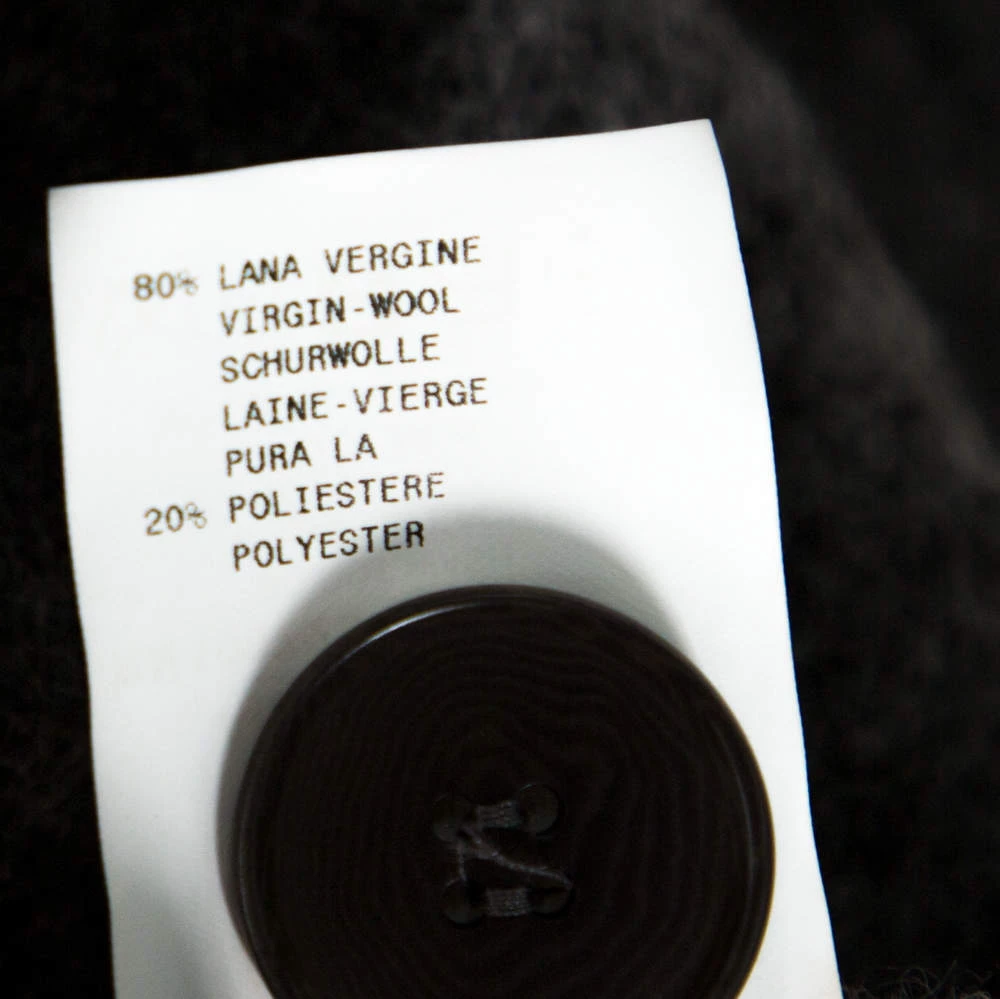 80% LANA VERGINE
VIRGIN-WOOL
SCHURWOLLE
LAINE-VIERGE
PURA LA
20% POLIESTERE
POLYESTER